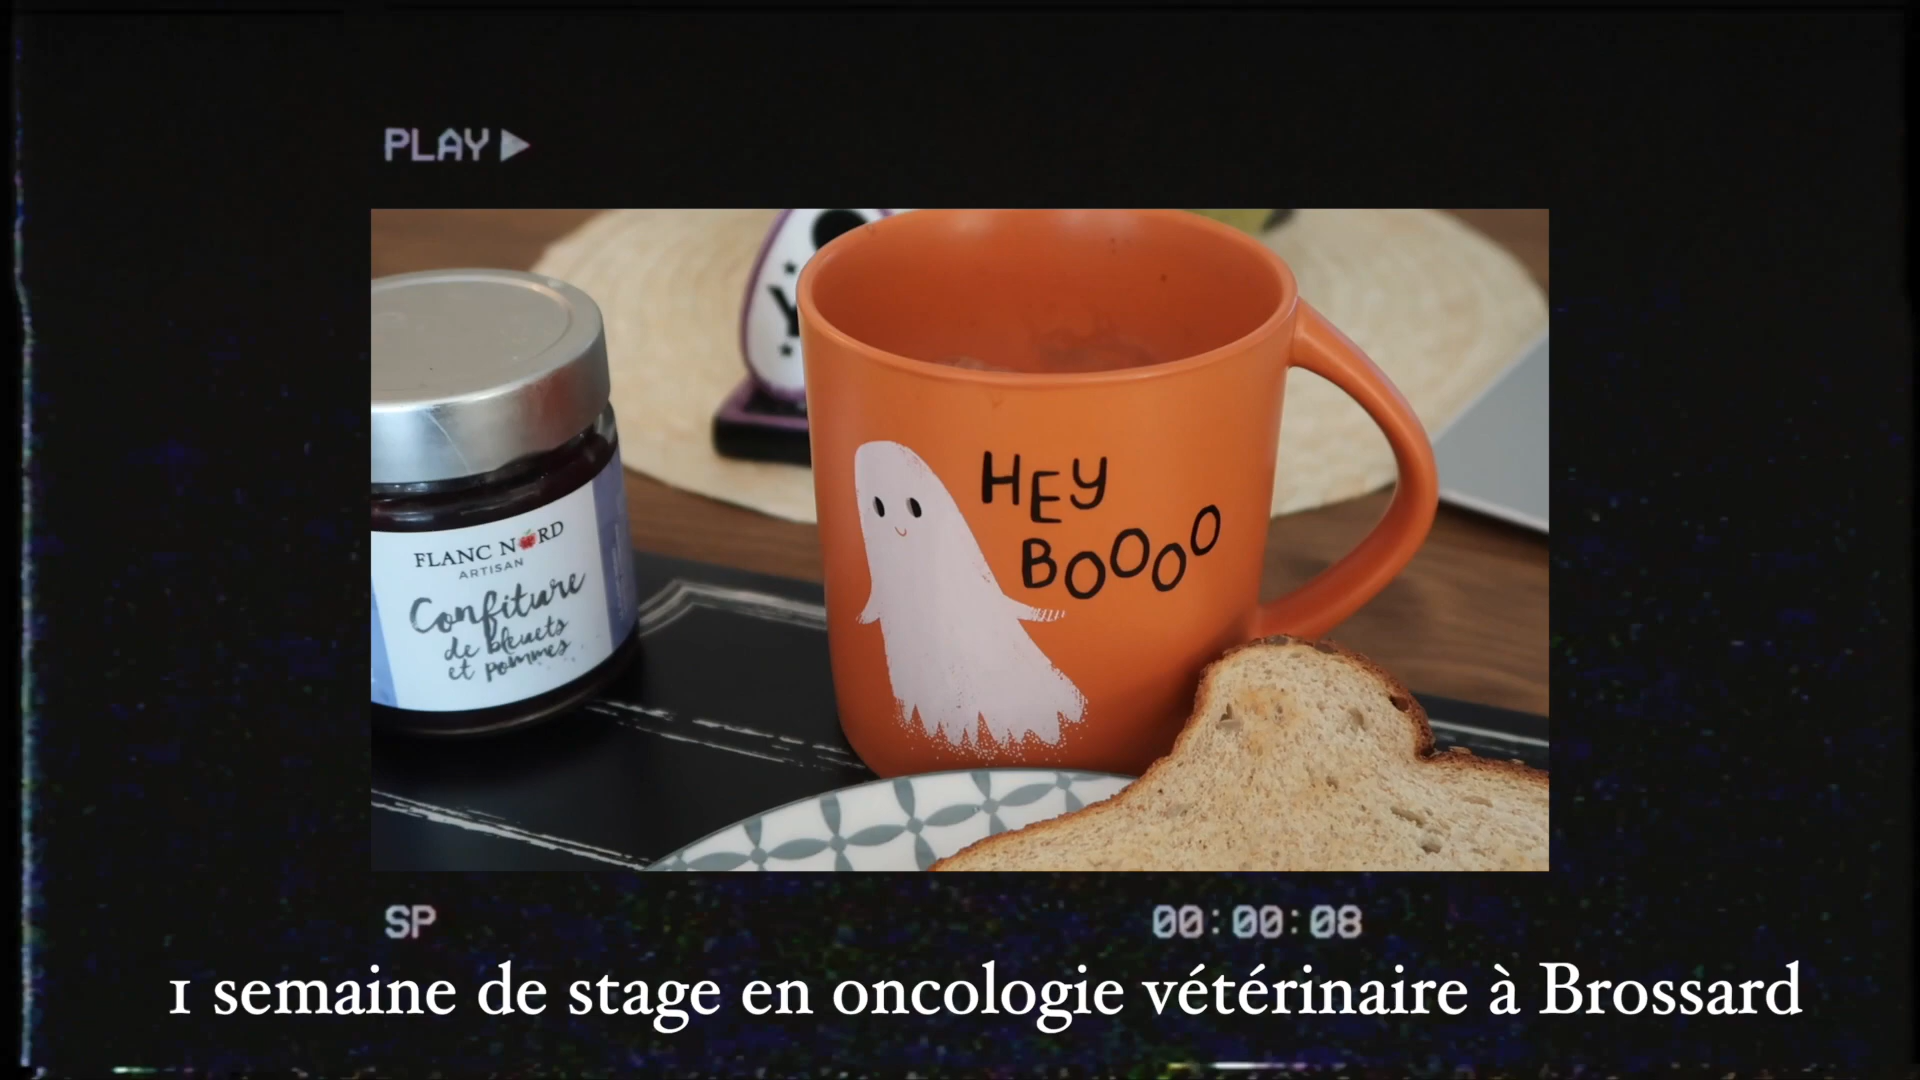 PLAY
Y
HEY
BOOOO
FLANC NORD
ARTISAN
Confiture
de bleuets
et pommes
SP
00:00:08
1 semaine de stage en oncologie vétérinaire à Brossard